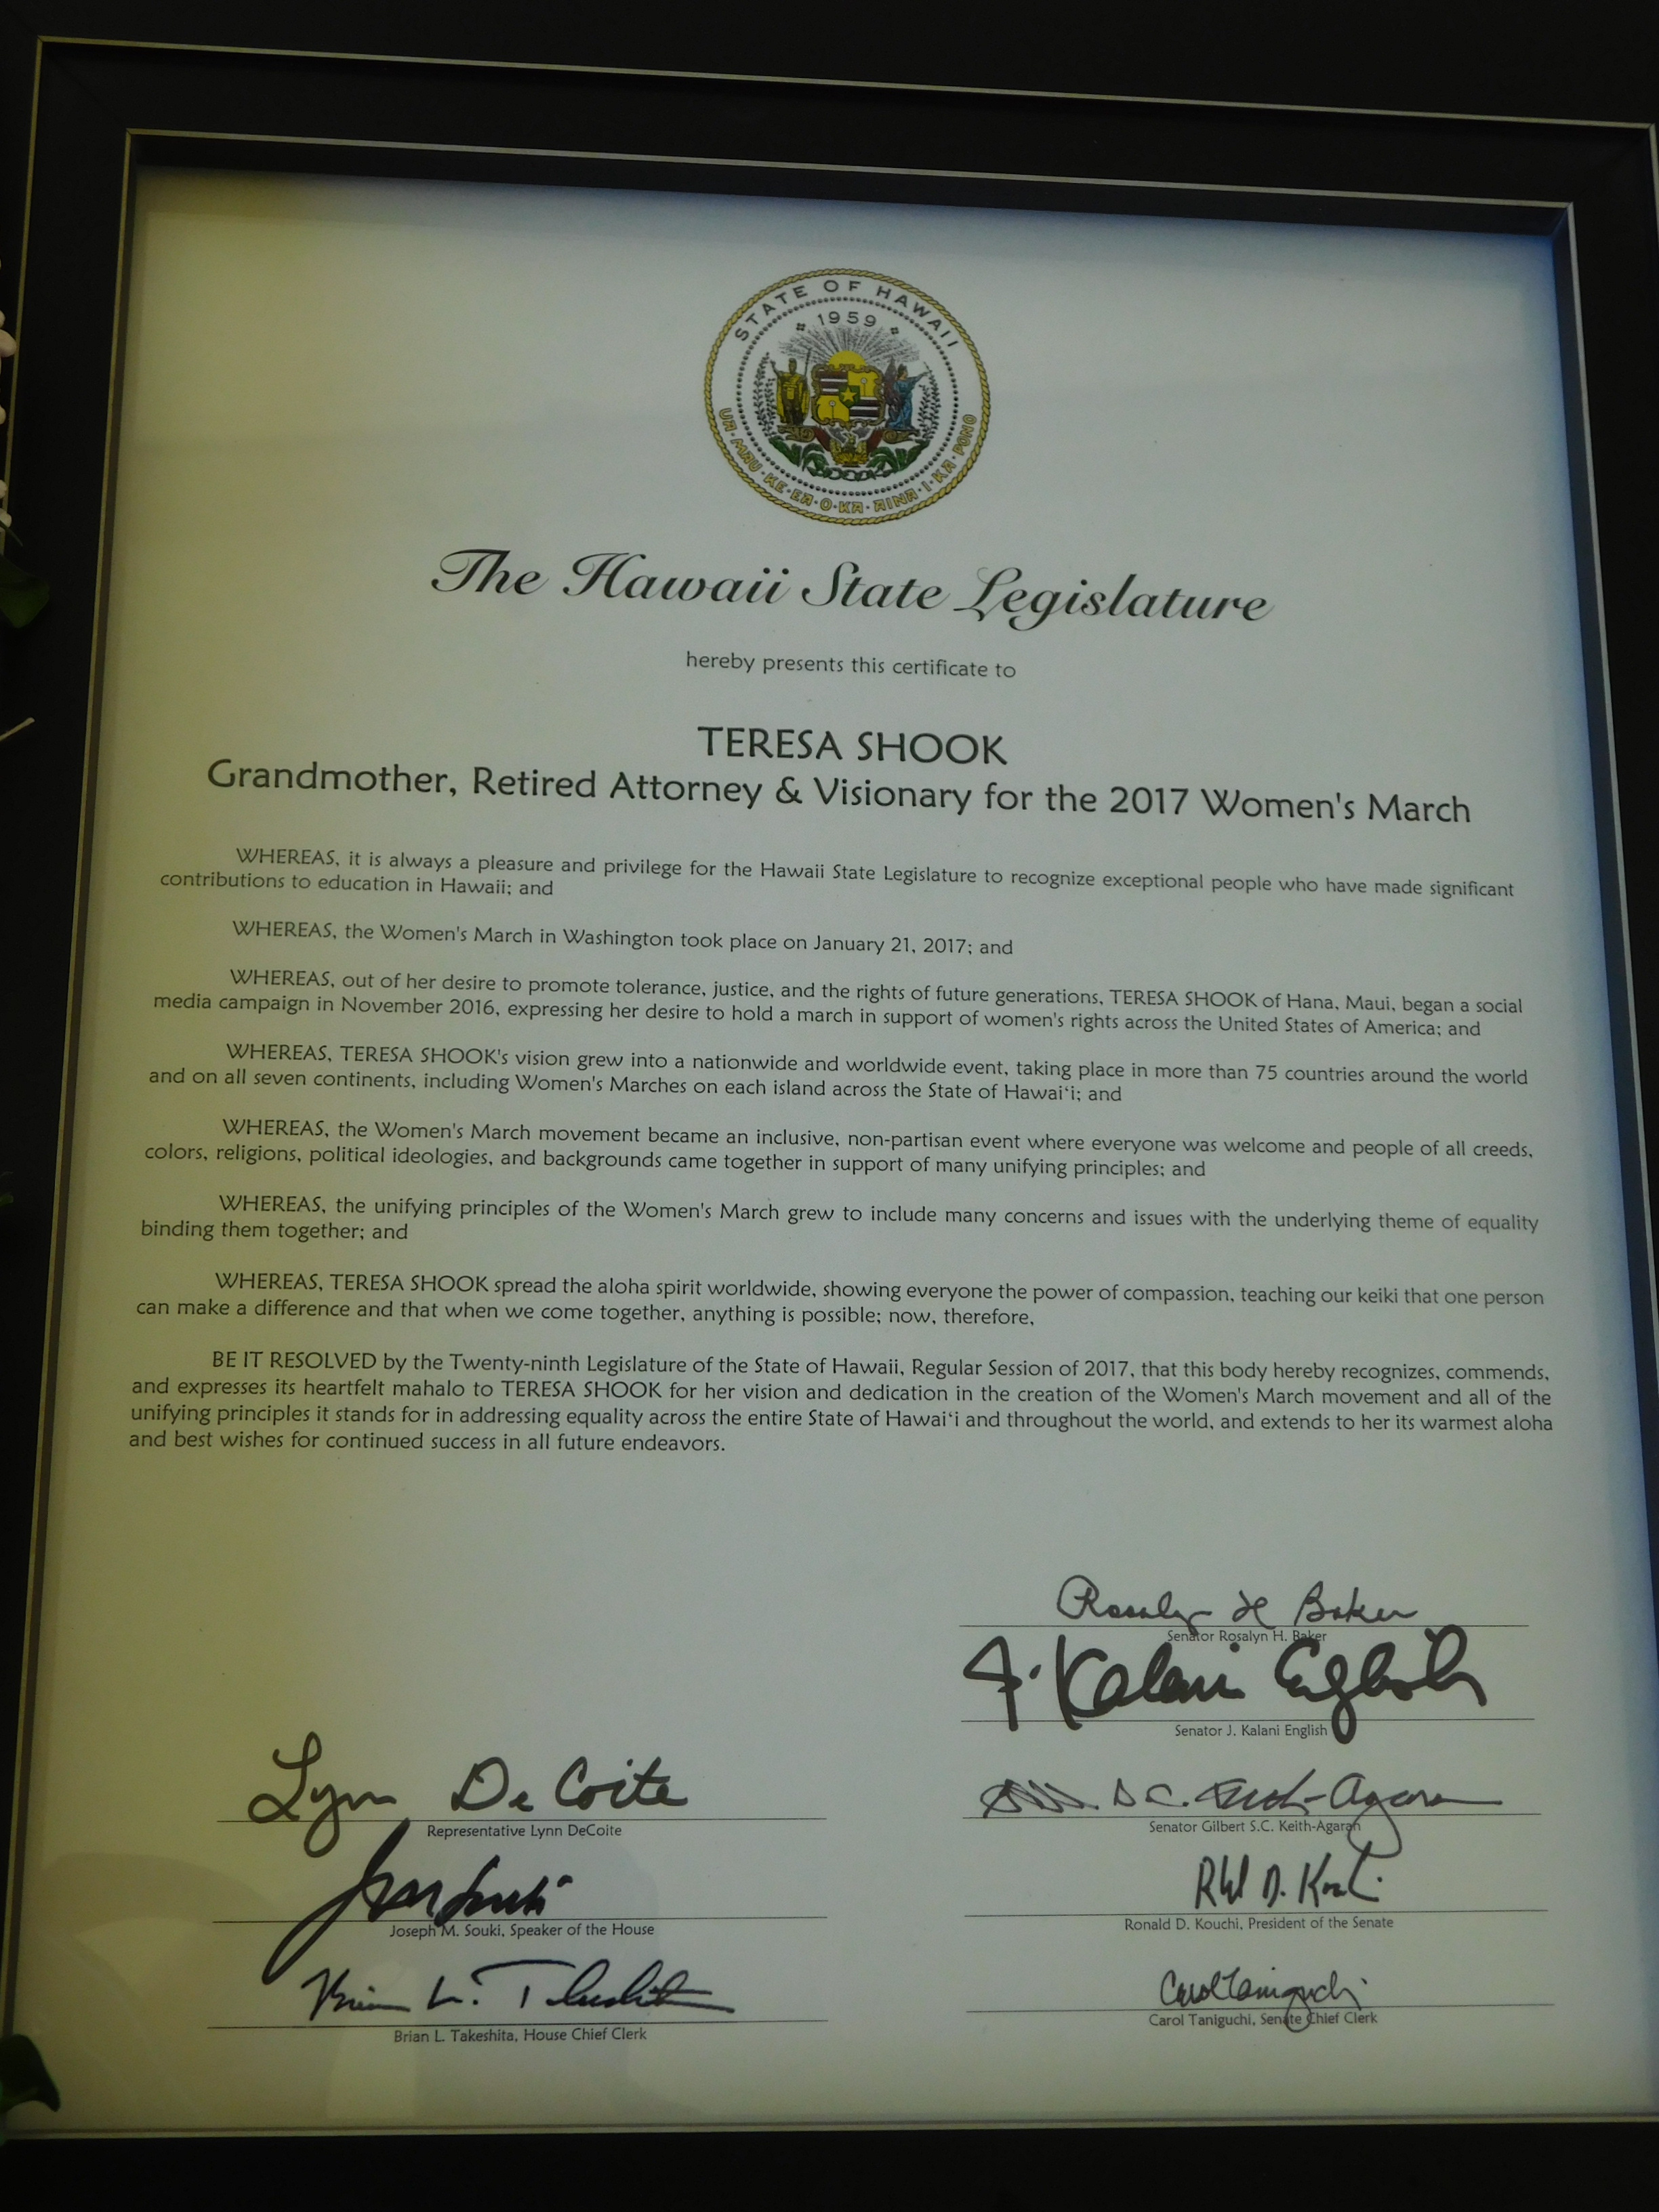 STATE OF HAWAII
1959
UA·MAU·KE·EA·O·KA·AINA·I·KA·PONO
The Hawaii State Legislature
hereby presents this certificate to
TERESA SHOOK
Grandmother, Retired Attorney & Visionary for the 2017 Women's March
WHEREAS, it is always a pleasure and privilege for the Hawaii State Legislature to recognize exceptional people who have made significant
contributions to education in Hawaii; and
WHEREAS, the Women's March in Washington took place on January 21, 2017; and
WHEREAS, out of her desire to promote tolerance, justice, and the rights of future generations, TERESA SHOOK of Hana, Maui, began a social
media campaign in November 2016, expressing her desire to hold a march in support of women's rights across the United States of America; and
WHEREAS, TERESA SHOOK's vision grew into a nationwide and worldwide event, taking place in more than 75 countries around the world
and on all seven continents, including Women's Marches on each island across the State of Hawai‘i; and
WHEREAS, the Women's March movement became an inclusive, non-partisan event where everyone was welcome and people of all creeds,
colors, religions, political ideologies, and backgrounds came together in support of many unifying principles; and
WHEREAS, the unifying principles of the Women's March grew to include many concerns and issues with the underlying theme of equality
binding them together; and
WHEREAS, TERESA SHOOK spread the aloha spirit worldwide, showing everyone the power of compassion, teaching our keiki that one person
can make a difference and that when we come together, anything is possible; now, therefore,
BE IT RESOLVED by the Twenty-ninth Legislature of the State of Hawaii, Regular Session of 2017, that this body hereby recognizes, commends,
and expresses its heartfelt mahalo to TERESA SHOOK for her vision and dedication in the creation of the Women's March movement and all of the
unifying principles it stands for in addressing equality across the entire State of Hawai‘i and throughout the world, and extends to her its warmest aloha
and best wishes for continued success in all future endeavors.
Rosalyn H Baker
Senator Rosalyn H. Baker
J. Kalani English
Senator J. Kalani English
Lynn DeCoite
Representative Lynn DeCoite
S.C. Keith-Agaran
Senator Gilbert S.C. Keith-Agaran
Joseph M. Souki, Speaker of the House
D. Kouchi
Ronald D. Kouchi, President of the Senate
Brian L. Takeshita
Brian L. Takeshita, House Chief Clerk
Carol Taniguchi
Carol Taniguchi, Senate Chief Clerk